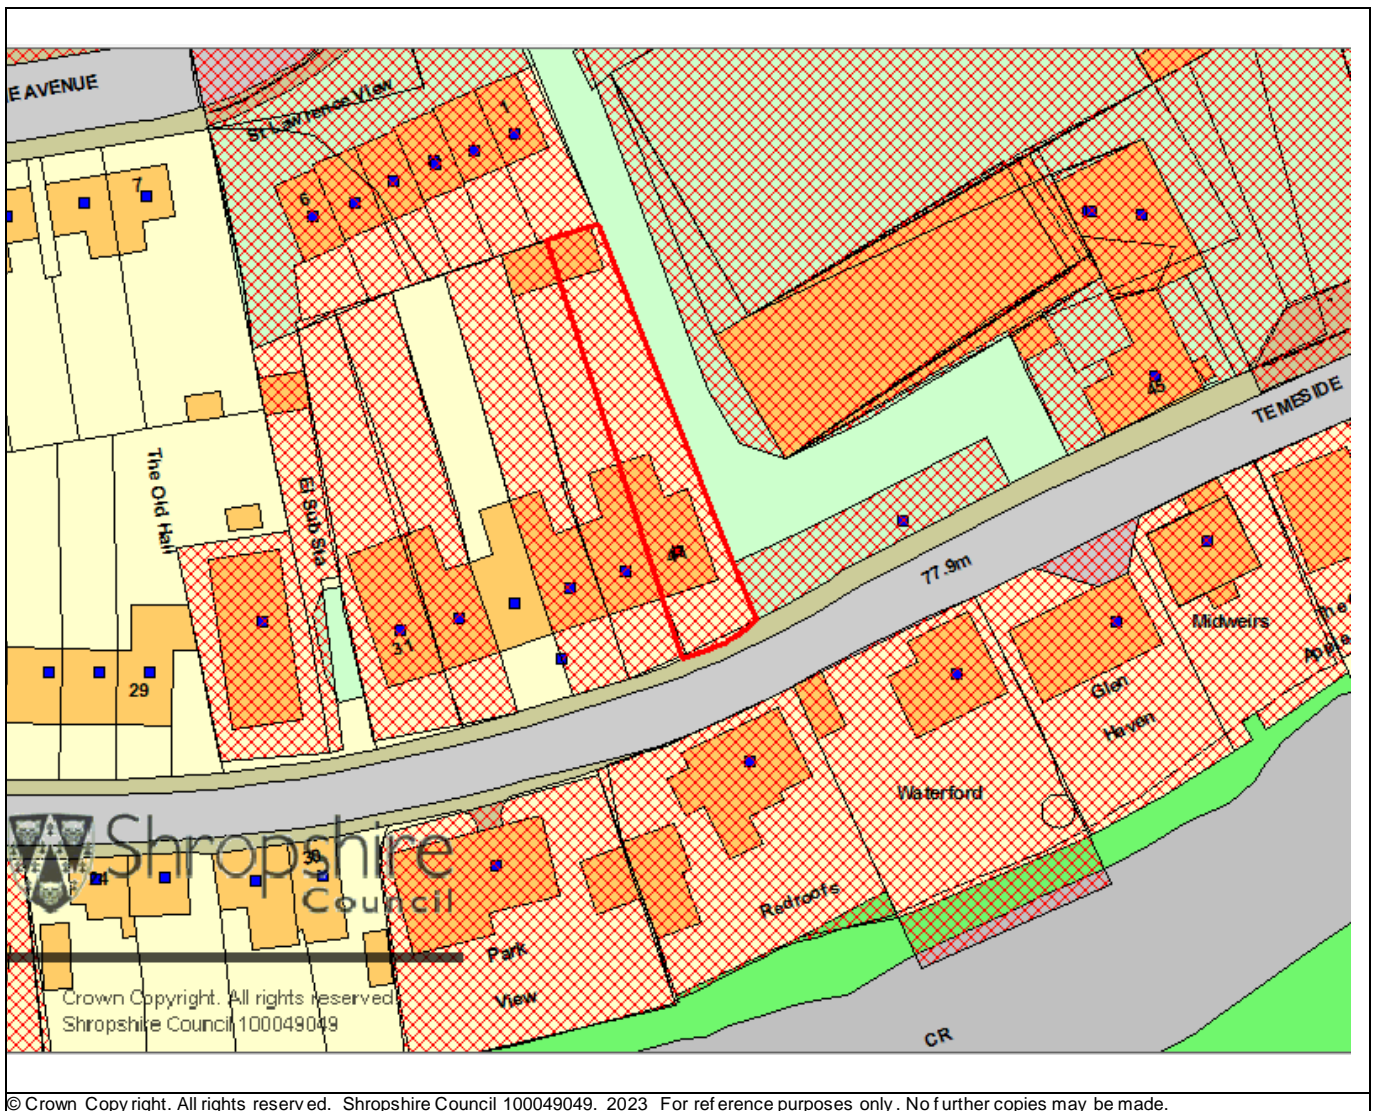 E AVENUE
St Lawrence View
1
6
7
TEMESIDE
45
The Old Hall
El Sub Sta
44
77.9m
31
29
Midweirs
The
Apple
Glen
Haven
Waterford
Redroofs
Park
View
30
Shropshire
Council
Crown Copyright. All rights reserved
Shropshire Council 100049049
CR
© Crown Copyright. All rights reserved. Shropshire Council 100049049. 2023 For reference purposes only. No further copies may be made.